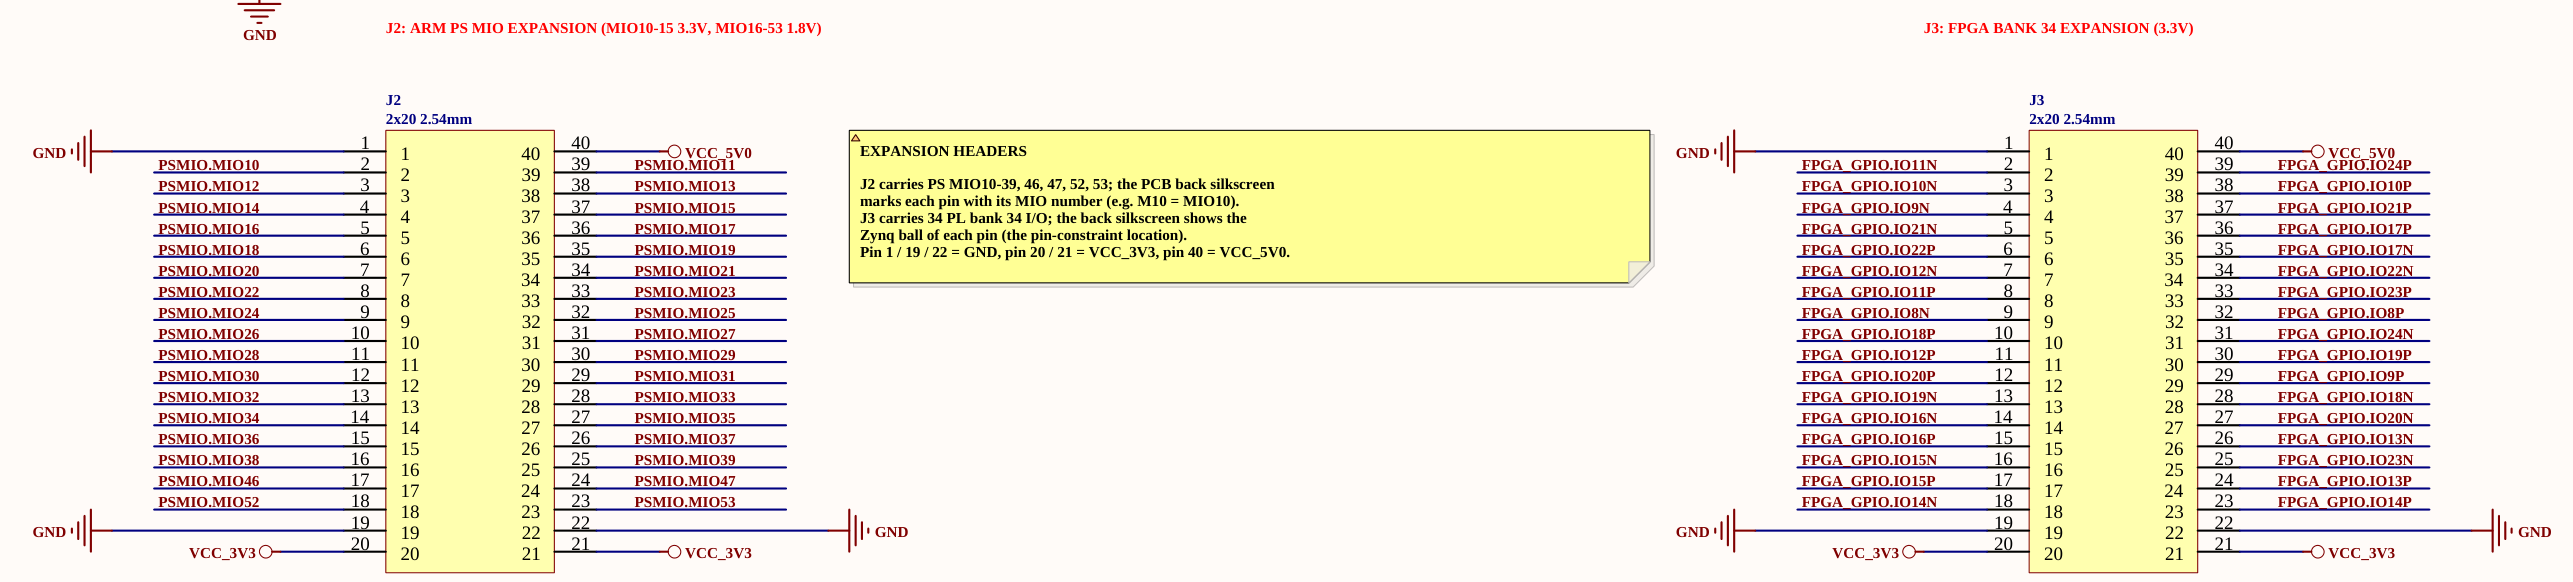 GND
J2: ARM PS MIO EXPANSION (MIO10-15 3.3V, MIO16-53 1.8V)
J3: FPGA BANK 34 EXPANSION (3.3V)
J2
2x20 2.54mm
GND 1 1 40 40 VCC_5V0
PSMIO.MIO10 2 2 39 39 PSMIO.MIO11
PSMIO.MIO12 3 3 38 38 PSMIO.MIO13
PSMIO.MIO14 4 4 37 37 PSMIO.MIO15
PSMIO.MIO16 5 5 36 36 PSMIO.MIO17
PSMIO.MIO18 6 6 35 35 PSMIO.MIO19
PSMIO.MIO20 7 7 34 34 PSMIO.MIO21
PSMIO.MIO22 8 8 33 33 PSMIO.MIO23
PSMIO.MIO24 9 9 32 32 PSMIO.MIO25
PSMIO.MIO26 10 10 31 31 PSMIO.MIO27
PSMIO.MIO28 11 11 30 30 PSMIO.MIO29
PSMIO.MIO30 12 12 29 29 PSMIO.MIO31
PSMIO.MIO32 13 13 28 28 PSMIO.MIO33
PSMIO.MIO34 14 14 27 27 PSMIO.MIO35
PSMIO.MIO36 15 15 26 26 PSMIO.MIO37
PSMIO.MIO38 16 16 25 25 PSMIO.MIO39
PSMIO.MIO46 17 17 24 24 PSMIO.MIO47
PSMIO.MIO52 18 18 23 23 PSMIO.MIO53
GND 19 19 22 22 GND
VCC_3V3 20 20 21 21 VCC_3V3
EXPANSION HEADERS
J2 carries PS MIO10-39, 46, 47, 52, 53; the PCB back silkscreen
marks each pin with its MIO number (e.g. M10 = MIO10).
J3 carries 34 PL bank 34 I/O; the back silkscreen shows the
Zynq ball of each pin (the pin-constraint location).
Pin 1 / 19 / 22 = GND, pin 20 / 21 = VCC_3V3, pin 40 = VCC_5V0.
J3
2x20 2.54mm
GND 1 1 40 40 VCC_5V0
FPGA_GPIO.IO11N 2 2 39 39 FPGA_GPIO.IO24P
FPGA_GPIO.IO10N 3 3 38 38 FPGA_GPIO.IO10P
FPGA_GPIO.IO9N 4 4 37 37 FPGA_GPIO.IO21P
FPGA_GPIO.IO21N 5 5 36 36 FPGA_GPIO.IO17P
FPGA_GPIO.IO22P 6 6 35 35 FPGA_GPIO.IO17N
FPGA_GPIO.IO12N 7 7 34 34 FPGA_GPIO.IO22N
FPGA_GPIO.IO11P 8 8 33 33 FPGA_GPIO.IO23P
FPGA_GPIO.IO8N 9 9 32 32 FPGA_GPIO.IO8P
FPGA_GPIO.IO18P 10 10 31 31 FPGA_GPIO.IO24N
FPGA_GPIO.IO12P 11 11 30 30 FPGA_GPIO.IO19P
FPGA_GPIO.IO20P 12 12 29 29 FPGA_GPIO.IO9P
FPGA_GPIO.IO19N 13 13 28 28 FPGA_GPIO.IO18N
FPGA_GPIO.IO16N 14 14 27 27 FPGA_GPIO.IO20N
FPGA_GPIO.IO16P 15 15 26 26 FPGA_GPIO.IO13N
FPGA_GPIO.IO15N 16 16 25 25 FPGA_GPIO.IO23N
FPGA_GPIO.IO15P 17 17 24 24 FPGA_GPIO.IO13P
FPGA_GPIO.IO14N 18 18 23 23 FPGA_GPIO.IO14P
GND 19 19 22 22 GND
VCC_3V3 20 20 21 21 VCC_3V3